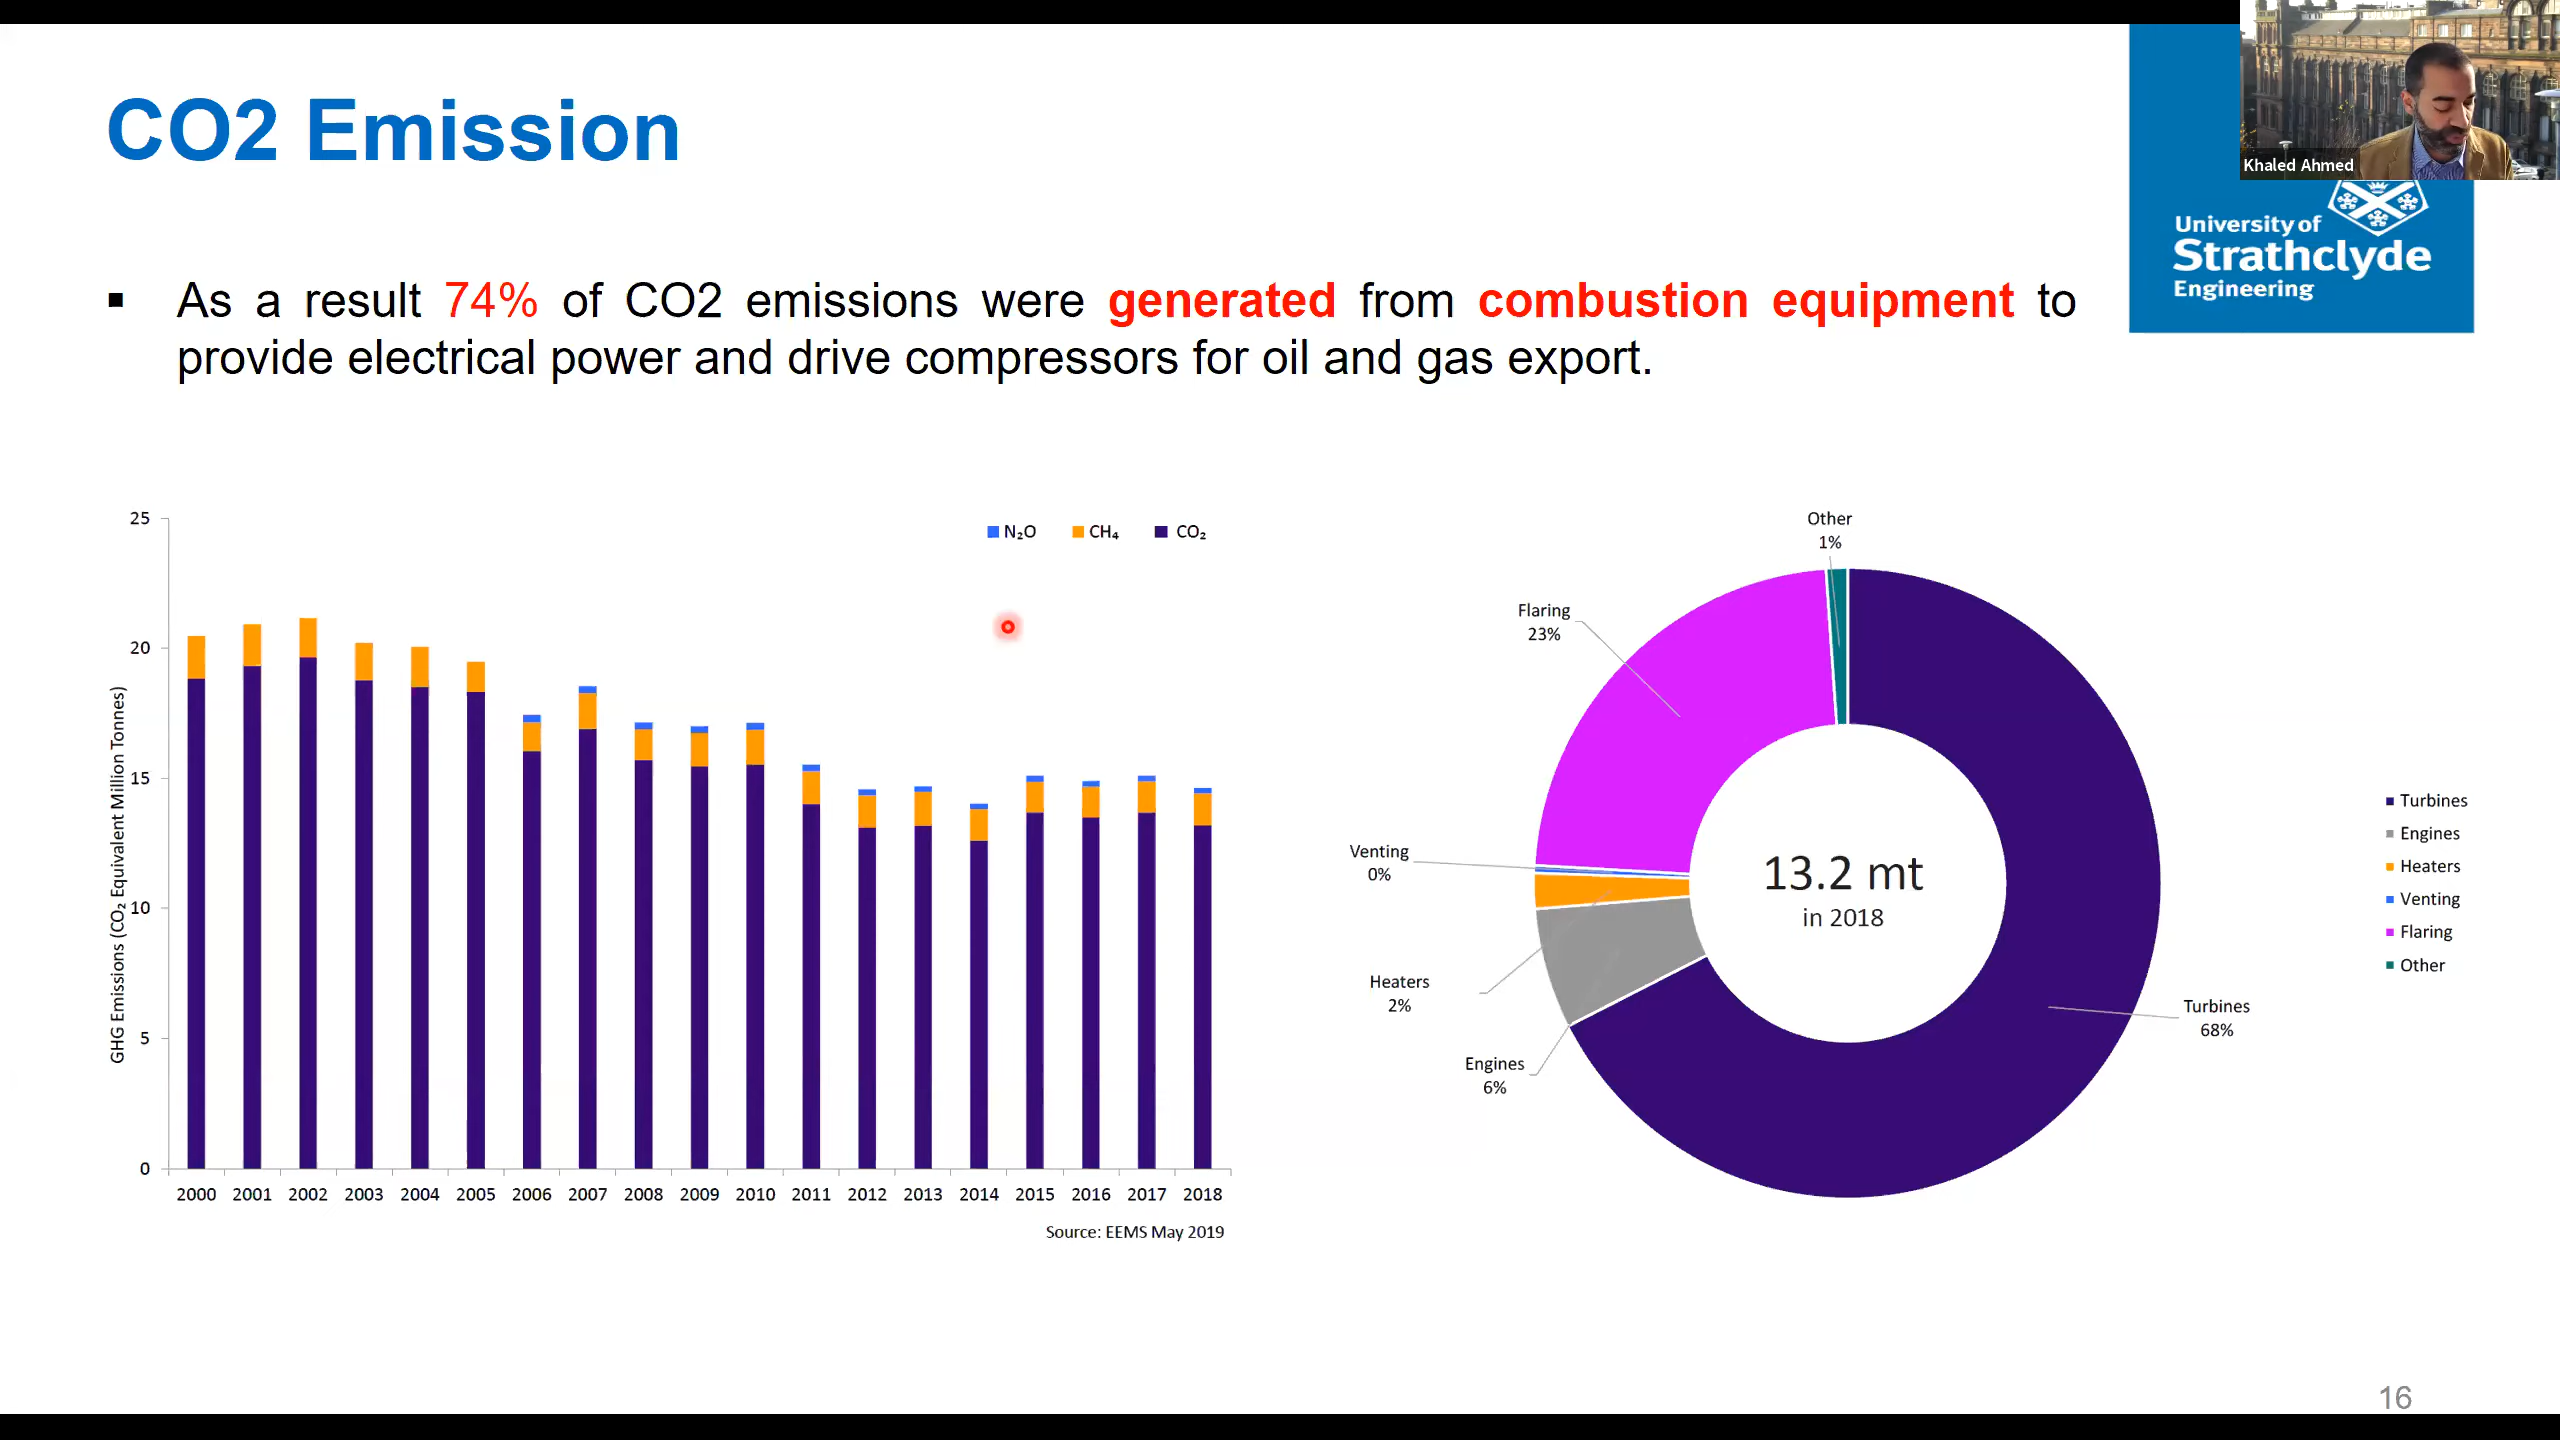 CO2 Emission
Khaled Ahmed
University of
Strathclyde
Engineering
▪ As a result 74% of CO2 emissions were generated from combustion equipment to
provide electrical power and drive compressors for oil and gas export.
GHG Emissions (CO₂ Equivalent Million Tonnes)
25
20
15
10
5
0
N₂O CH₄ CO₂
2000 2001 2002 2003 2004 2005 2006 2007 2008 2009 2010 2011 2012 2013 2014 2015 2016 2017 2018
Source: EEMS May 2019
Other
1%
Flaring
23%
Venting
0%
Heaters
2%
Engines
6%
13.2 mt
in 2018
Turbines
68%
Turbines
Engines
Heaters
Venting
Flaring
Other
16